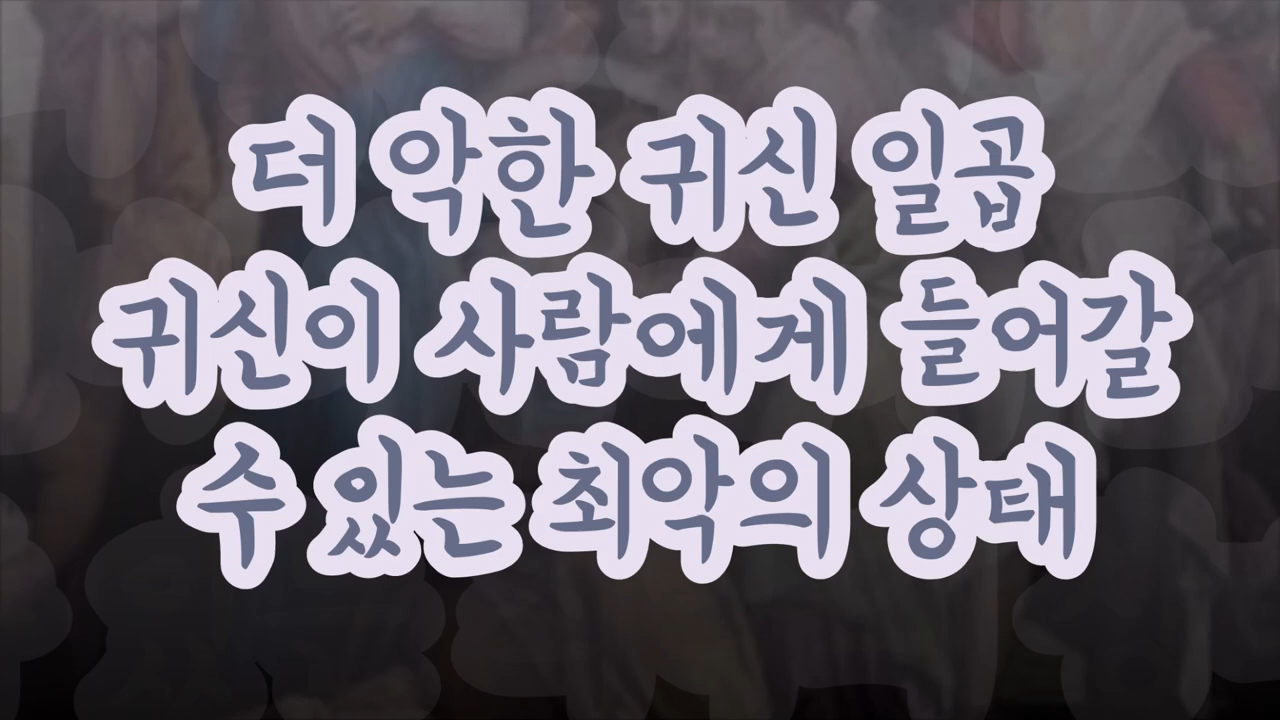 더 악한 귀신 일곱
귀신이 사람에게 들어갈
수 있는 최악의 상태